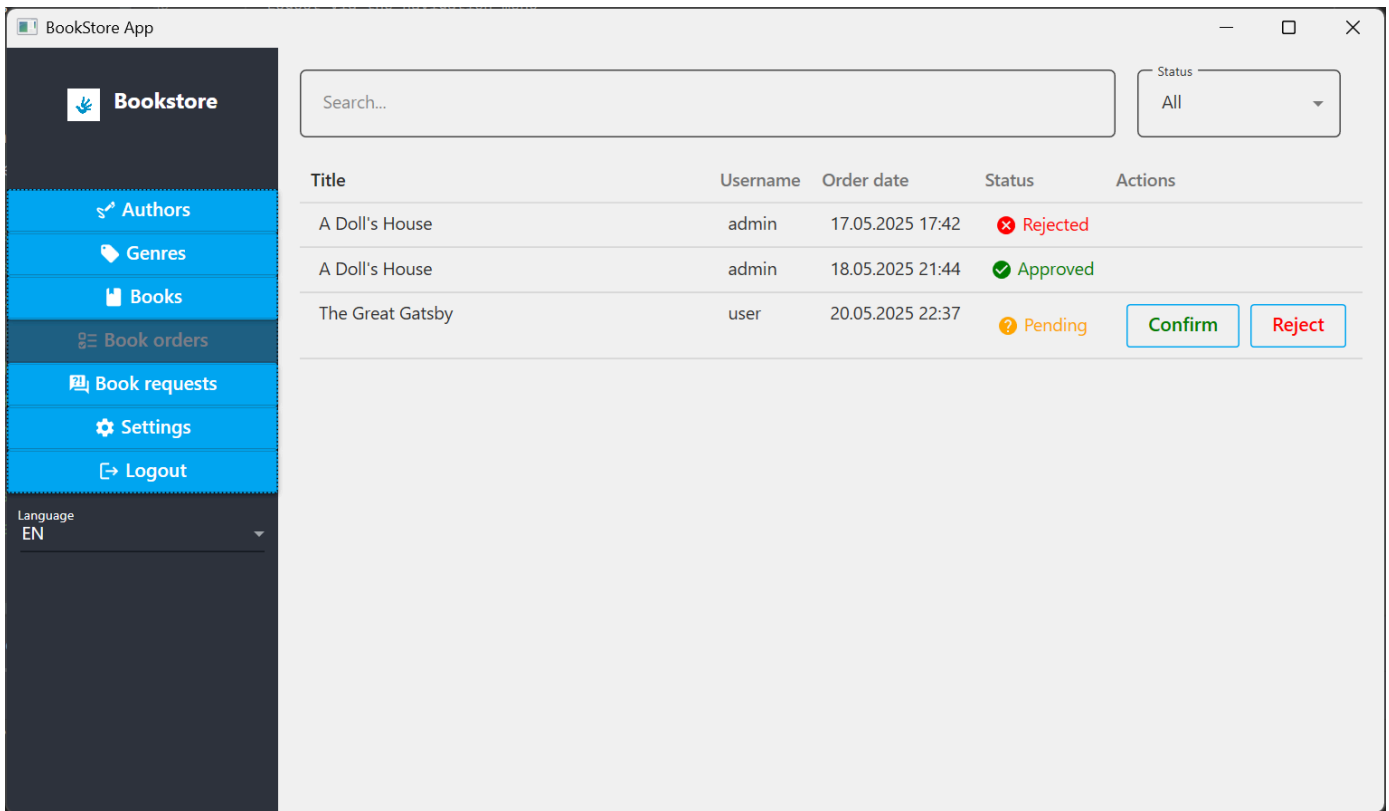 BookStore App
Bookstore
Authors
Genres
Books
Book orders
Book requests
Settings
Logout
Language
EN
Search...
Status
All
Title Username Order date Status Actions
A Doll's House admin 17.05.2025 17:42 Rejected
A Doll's House admin 18.05.2025 21:44 Approved
The Great Gatsby user 20.05.2025 22:37 Pending Confirm Reject